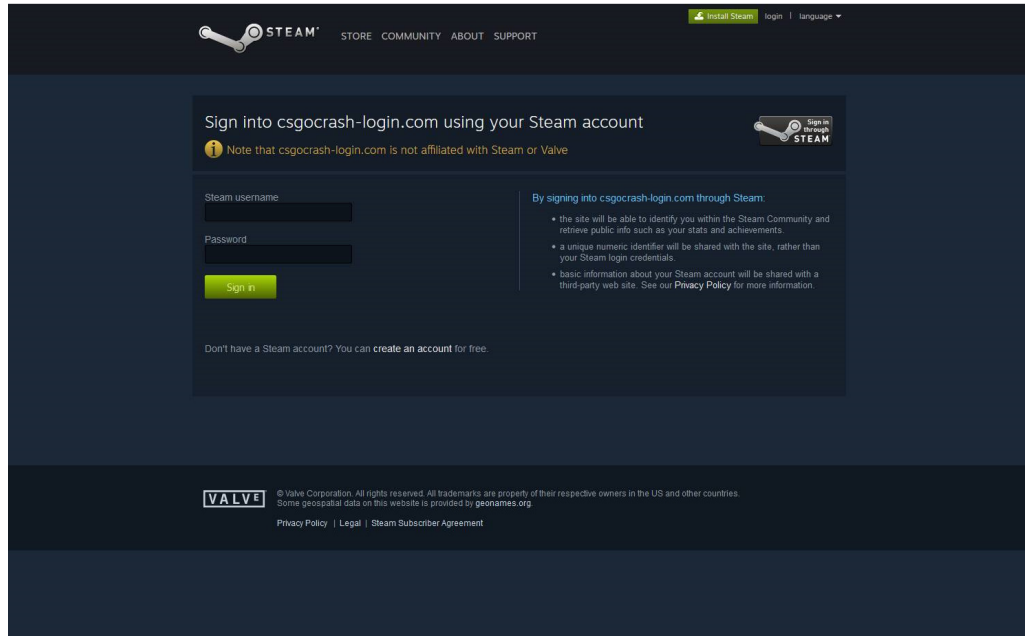 Install Steam login | language
STEAM STORE COMMUNITY ABOUT SUPPORT
Sign into csgocrash-login.com using your Steam account
Note that csgocrash-login.com is not affiliated with Steam or Valve
Sign in
through
STEAM
Steam username
Password
Sign in
By signing into csgocrash-login.com through Steam:
• the site will be able to identify you within the Steam Community and
retrieve public info such as your stats and achievements.
• a unique numeric identifier will be shared with the site, rather than
your Steam login credentials.
• basic information about your Steam account will be shared with a
third-party web site. See our Privacy Policy for more information.
Don't have a Steam account? You can create an account for free.
VALVE
© Valve Corporation. All rights reserved. All trademarks are property of their respective owners in the US and other countries.
Some geospatial data on this website is provided by geonames.org.
Privacy Policy | Legal | Steam Subscriber Agreement